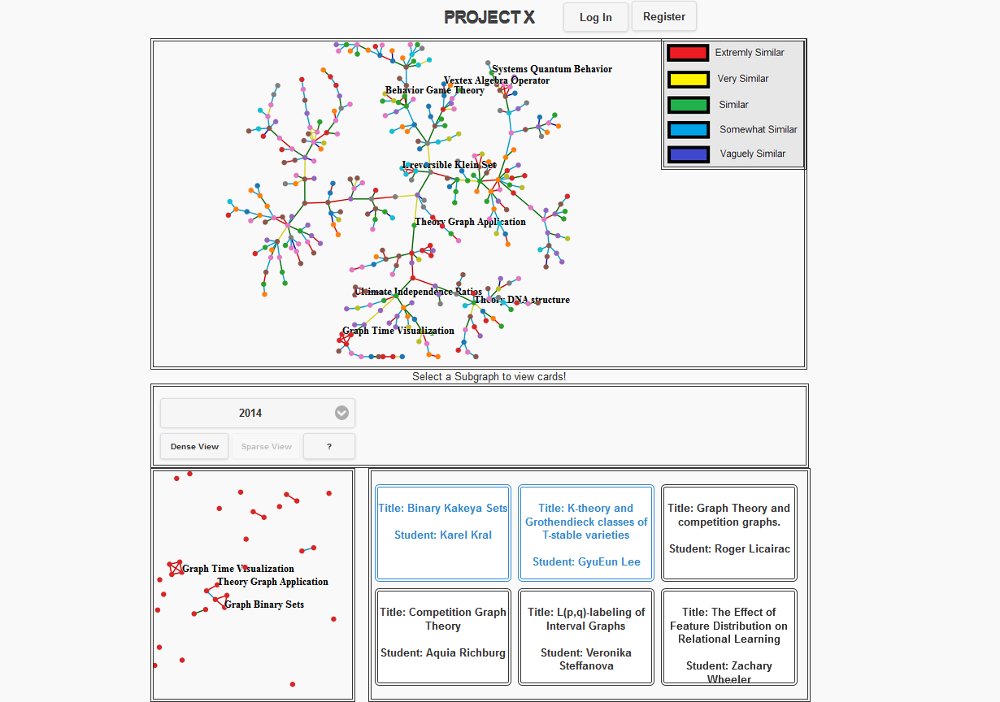 PROJECT X
Log In
Register
Extremly Similar
Very Similar
Similar
Somewhat Similar
Vaguely Similar
Systems Quantum Behavior
Vextex Algebra Operator
Behavior Game Theory
Irreversible Klein Set
Theory Graph Application
Ultimate Independence Ratios
Theory DNA structure
Graph Time Visualization
Select a Subgraph to view cards!
2014
Dense View
Sparse View
?
Graph Time Visualization
Theory Graph Application
Graph Binary Sets
Title: Binary Kakeya Sets
Student: Karel Kral
Title: K-theory and
Grothendieck classes of
T-stable varieties
Student: GyuEun Lee
Title: Graph Theory and
competition graphs.
Student: Roger Licairac
Title: Competition Graph
Theory
Student: Aquia Richburg
Title: L(p,q)-labeling of
Interval Graphs
Student: Veronika
Steffanova
Title: The Effect of
Feature Distribution on
Relational Learning
Student: Zachary
Wheeler